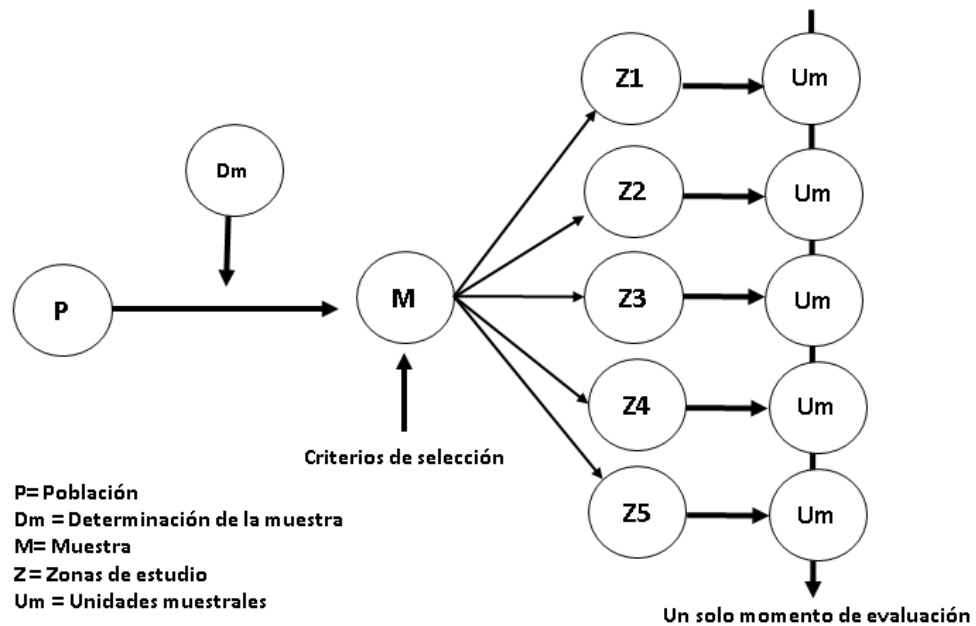 Z1
Um
Dm
Z2
Um
P
M
Z3
Um
Z4
Um
Criterios de selección
Z5
Um
P= Población
Dm = Determinación de la muestra
M= Muestra
Z= Zonas de estudio
Um = Unidades muestrales
Un solo momento de evaluación